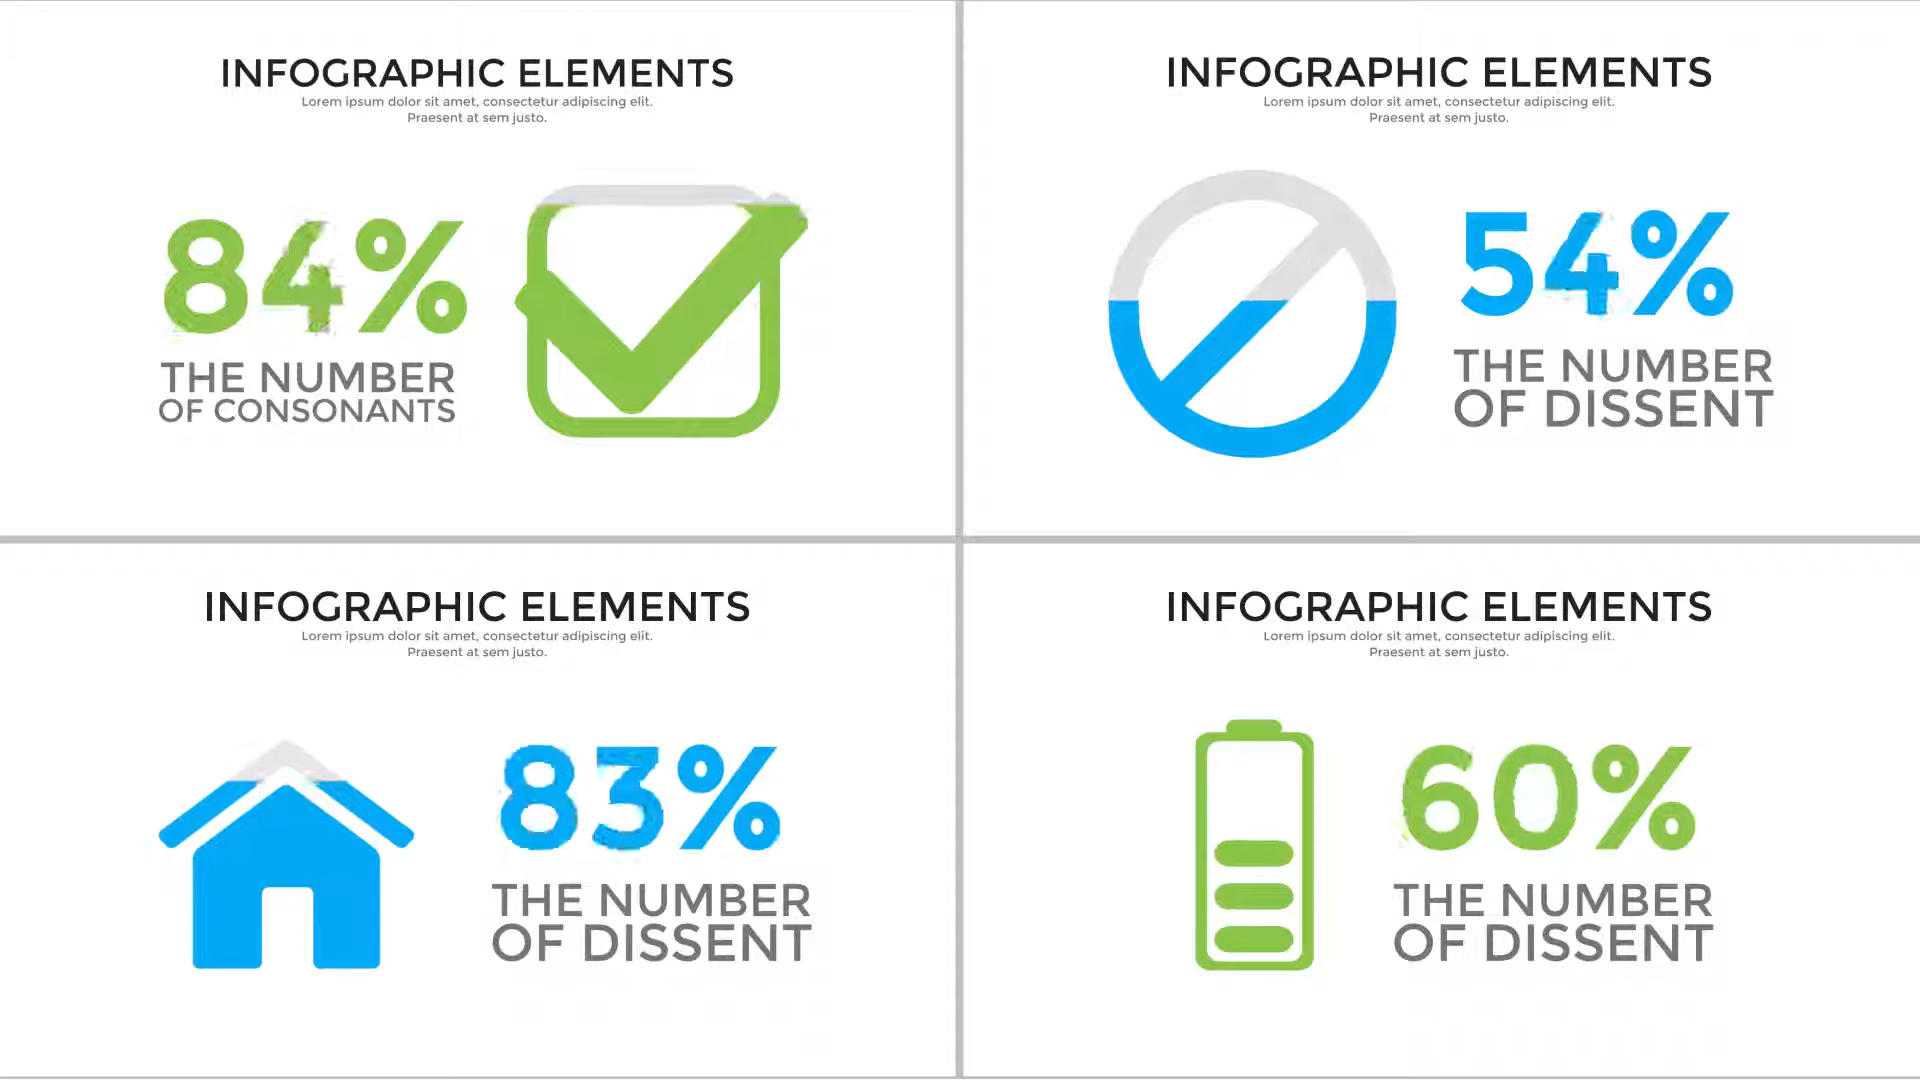 INFOGRAPHIC ELEMENTS
Lorem ipsum dolor sit amet, consectetur adipiscing elit.
Praesent at sem justo.
84%
THE NUMBER
OF CONSONANTS
INFOGRAPHIC ELEMENTS
Lorem ipsum dolor sit amet, consectetur adipiscing elit.
Praesent at sem justo.
54%
THE NUMBER
OF DISSENT
INFOGRAPHIC ELEMENTS
Lorem ipsum dolor sit amet, consectetur adipiscing elit.
Praesent at sem justo.
83%
THE NUMBER
OF DISSENT
INFOGRAPHIC ELEMENTS
Lorem ipsum dolor sit amet, consectetur adipiscing elit.
Praesent at sem justo.
60%
THE NUMBER
OF DISSENT